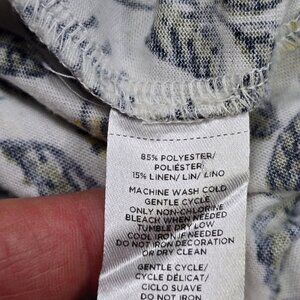 85% POLYESTER/
POLIÉSTER/
15% LINEN/ LIN/ LINO
MACHINE WASH COLD
GENTLE CYCLE
ONLY NON-CHLORINE
BLEACH WHEN NEEDED
TUMBLE DRY LOW
COOL IRON IF NEEDED
DO NOT IRON DECORATION
OR DRY CLEAN
GENTLE CYCLE/
CYCLE DÉLICAT/
CICLO SUAVE
DO NOT IRON